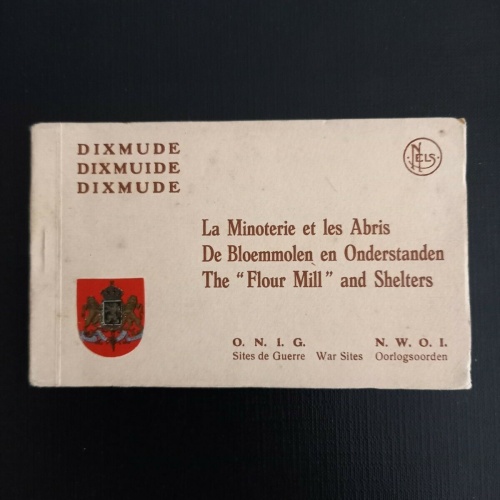 DIXMUDE
DIXMUIDE
DIXMUDE
NELS
La Minoterie et les Abris
De Bloemmolen en Onderstanden
The "Flour Mill" and Shelters
O. N. I. G. N. W. O. I.
Sites de Guerre War Sites Oorlogsoorden